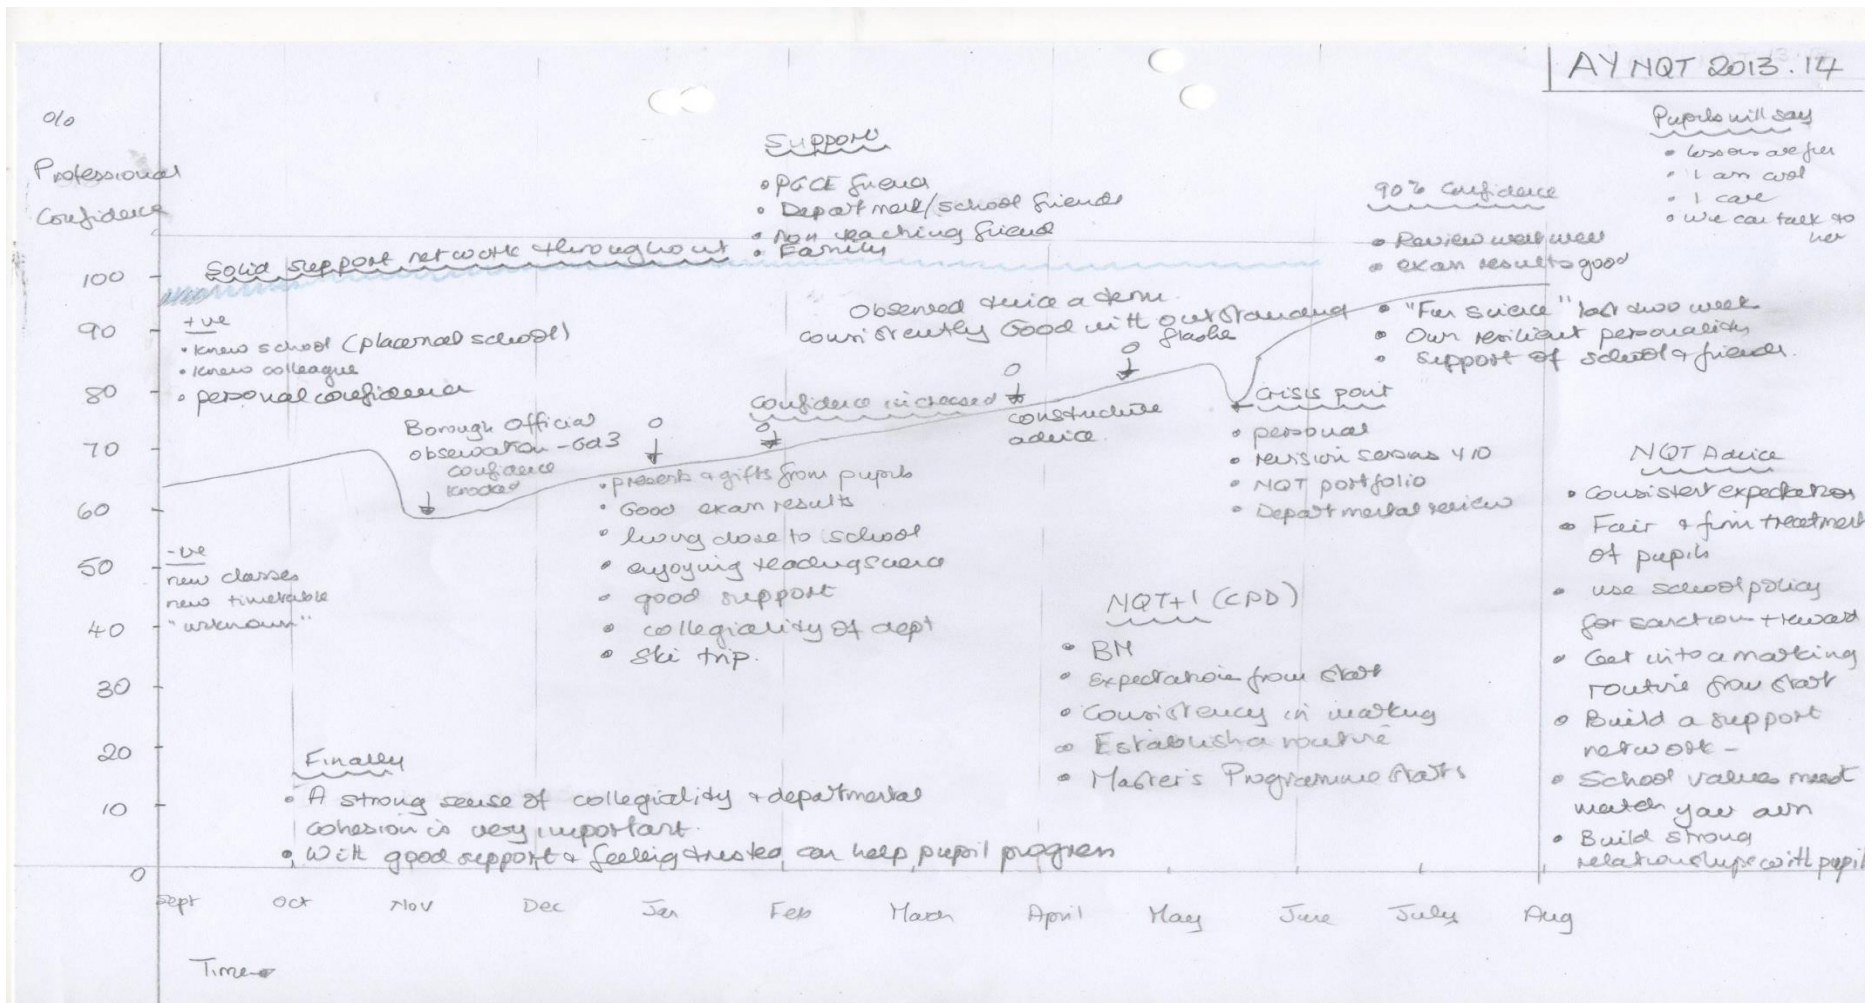 AY NQT 2013.14
%
Professional
Confidence
100
90
80
70
60
50
40
30
20
10
0
Sept
Oct
Nov
Dec
Jan
Feb
March
April
May
June
July
Aug
Time
Solid support network throughout
Support
• PGCE friend
• Department/school friends
• Non teaching friend
• Family
+ve
• Knew school (placement school)
• Knew colleague
• personal confidence
-ve
new classes
new timetable
"unknown"
Borough Official
observation - Gd3
confidence
knocked
• presents & gifts from pupils
• Good exam results
• living close to school
• enjoying teaching science
• good support
• collegiality of dept
• Ski trip.
Confidence increased
Observed twice a term
consistently Good with outstanding
constructive
advice.
Crisis point
• personal
• revision sessions Y10
• NQT portfolio
• Departmental review
90% Confidence
• Review went well
• exam results good
• "Fun science" last two week
• Own resilient personality
• Support of school & friends.
Pupils will say
• lessons are fun
• I am cool
• I care
• We can talk to
her
NQT Advice
• Consistent expectations
• Fair & firm treatment
of pupils
• use school policy
for sanction + reward
• Get into a marking
routine from start
• Build a support
network -
• School values must
match your own
• Build strong
relationships with pupil
NQT+1 (CPD)
• BM
• Expectations from start
• Consistency in marking
• Establish a routine
• Master's Programme starts
Finally
• A strong sense of collegiality & departmental
cohesion is very important.
• With good support & feeling trusted can help pupil progress